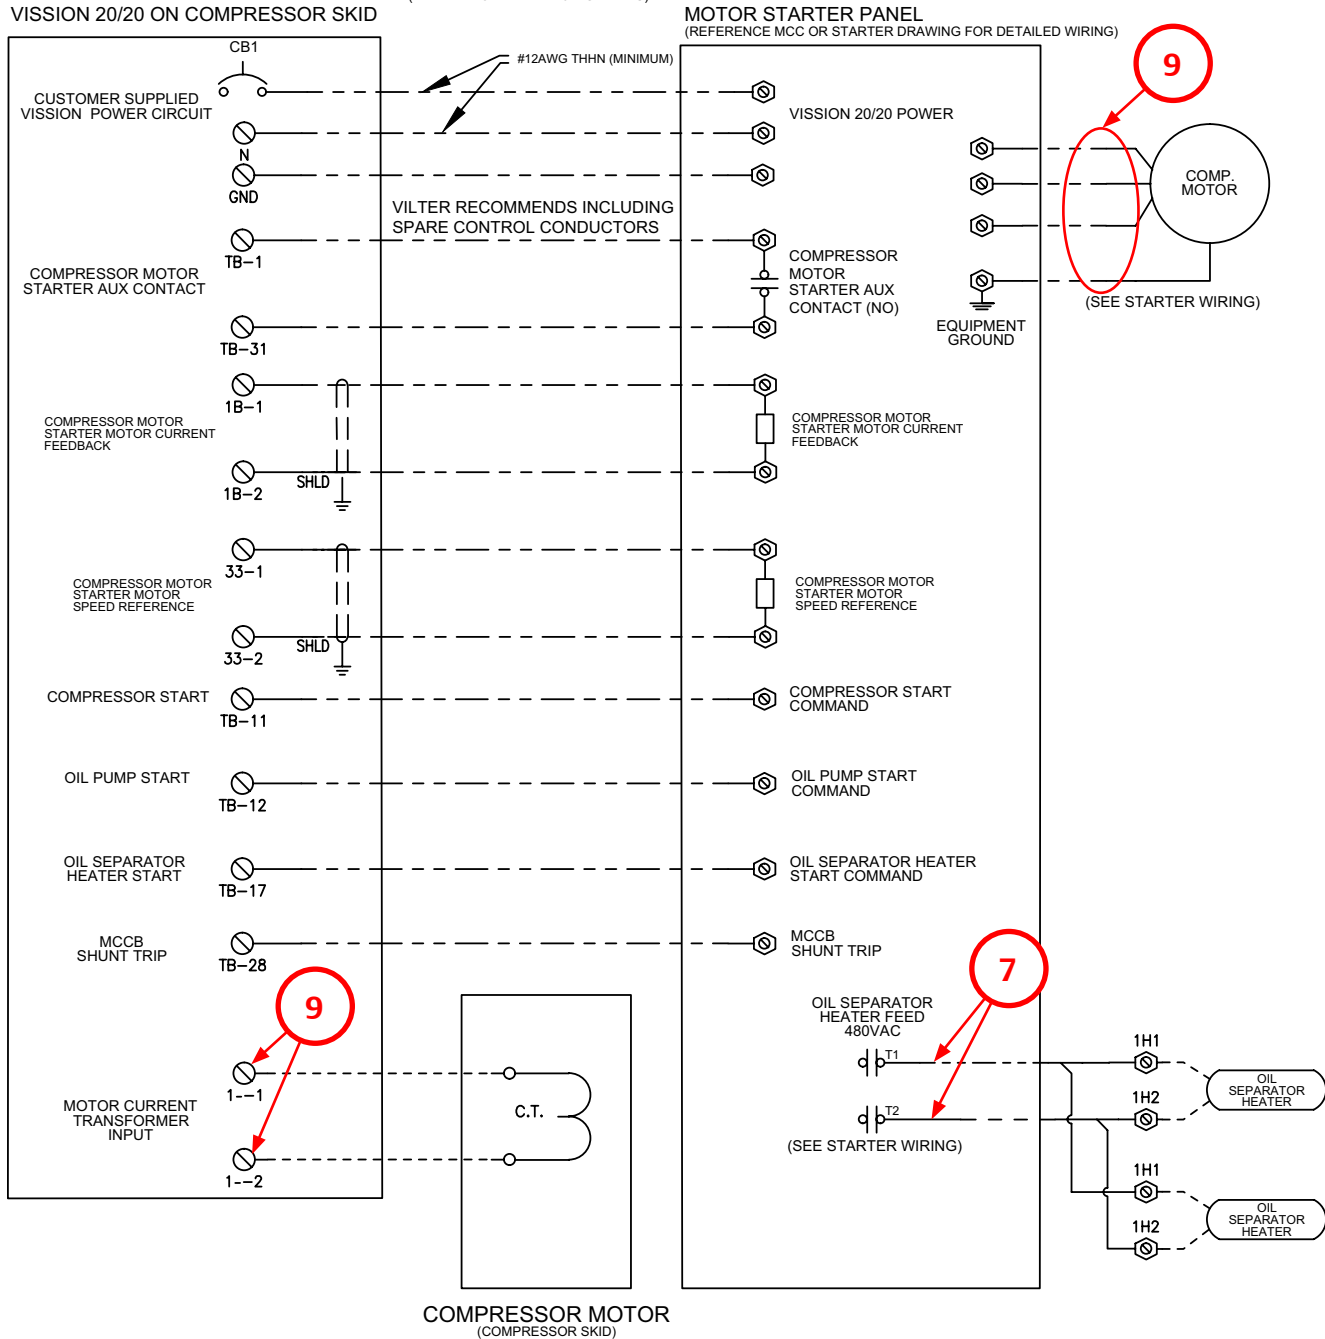 VISSION 20/20 ON COMPRESSOR SKID
MOTOR STARTER PANEL
(REFERENCE MCC OR STARTER DRAWING FOR DETAILED WIRING)
CB1
#12AWG THHN (MINIMUM)
9
CUSTOMER SUPPLIED
VISSION POWER CIRCUIT
VISSION 20/20 POWER
N
GND
COMP.
MOTOR
VILTER RECOMMENDS INCLUDING
SPARE CONTROL CONDUCTORS
TB-1
COMPRESSOR MOTOR
STARTER AUX CONTACT
COMPRESSOR
MOTOR
STARTER AUX
CONTACT (NO)
(SEE STARTER WIRING)
EQUIPMENT
GROUND
TB-31
1B-1
COMPRESSOR MOTOR
STARTER MOTOR CURRENT
FEEDBACK
COMPRESSOR MOTOR
STARTER MOTOR CURRENT
FEEDBACK
1B-2
SHLD
33-1
COMPRESSOR MOTOR
STARTER MOTOR
SPEED REFERENCE
COMPRESSOR MOTOR
STARTER MOTOR
SPEED REFERENCE
33-2
SHLD
COMPRESSOR START
TB-11
COMPRESSOR START
COMMAND
OIL PUMP START
TB-12
OIL PUMP START
COMMAND
OIL SEPARATOR
HEATER START
TB-17
OIL SEPARATOR HEATER
START COMMAND
MCCB
SHUNT TRIP
TB-28
MCCB
SHUNT TRIP
7
9
OIL SEPARATOR
HEATER FEED
480VAC
T1
1H1
1--1
C.T.
MOTOR CURRENT
TRANSFORMER
INPUT
OIL
SEPARATOR
HEATER
1H2
T2
(SEE STARTER WIRING)
1--2
1H1
OIL
SEPARATOR
HEATER
1H2
COMPRESSOR MOTOR
(COMPRESSOR SKID)